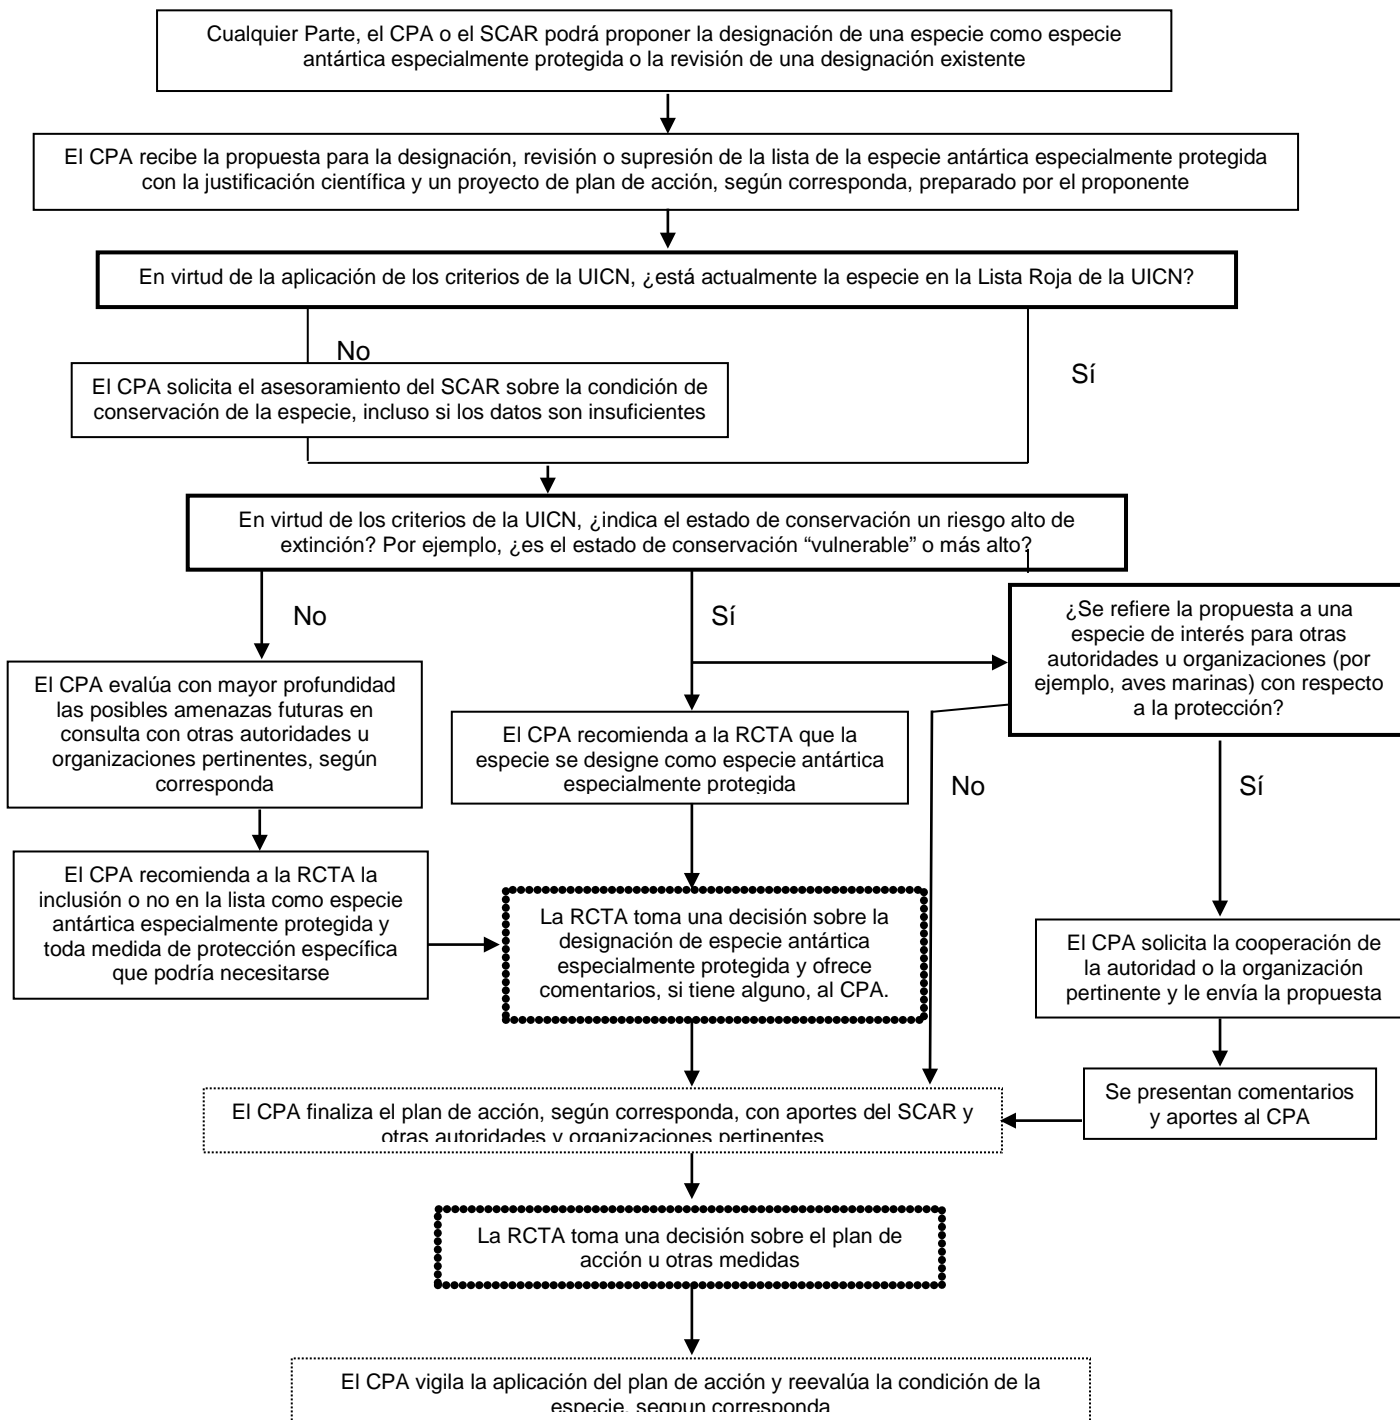 Cualquier Parte, el CPA o el SCAR podrá proponer la designación de una especie como especie
antártica especialmente protegida o la revisión de una designación existente
El CPA recibe la propuesta para la designación, revisión o supresión de la lista de la especie antártica especialmente protegida
con la justificación científica y un proyecto de plan de acción, según corresponda, preparado por el proponente
En virtud de la aplicación de los criterios de la UICN, ¿está actualmente la especie en la Lista Roja de la UICN?
No
Sí
El CPA solicita el asesoramiento del SCAR sobre la condición de
conservación de la especie, incluso si los datos son insuficientes
En virtud de los criterios de la UICN, ¿indica el estado de conservación un riesgo alto de
extinción? Por ejemplo, ¿es el estado de conservación “vulnerable” o más alto?
No
Sí
¿Se refiere la propuesta a una
especie de interés para otras
autoridades u organizaciones (por
ejemplo, aves marinas) con respecto
a la protección?
El CPA evalúa con mayor profundidad
las posibles amenazas futuras en
consulta con otras autoridades u
organizaciones pertinentes, según
corresponda
El CPA recomienda a la RCTA que la
especie se designe como especie antártica
especialmente protegida
No
Sí
El CPA recomienda a la RCTA la
inclusión o no en la lista como especie
antártica especialmente protegida y
toda medida de protección específica
que podría necesitarse
La RCTA toma una decisión sobre la
designación de especie antártica
especialmente protegida y ofrece
comentarios, si tiene alguno, al CPA.
El CPA solicita la cooperación de
la autoridad o la organización
pertinente y le envía la propuesta
Se presentan comentarios
y aportes al CPA
El CPA finaliza el plan de acción, según corresponda, con aportes del SCAR y
otras autoridades y organizaciones pertinentes
La RCTA toma una decisión sobre el plan de
acción u otras medidas
El CPA vigila la aplicación del plan de acción y reevalúa la condición de la
especie, segpun corresponda